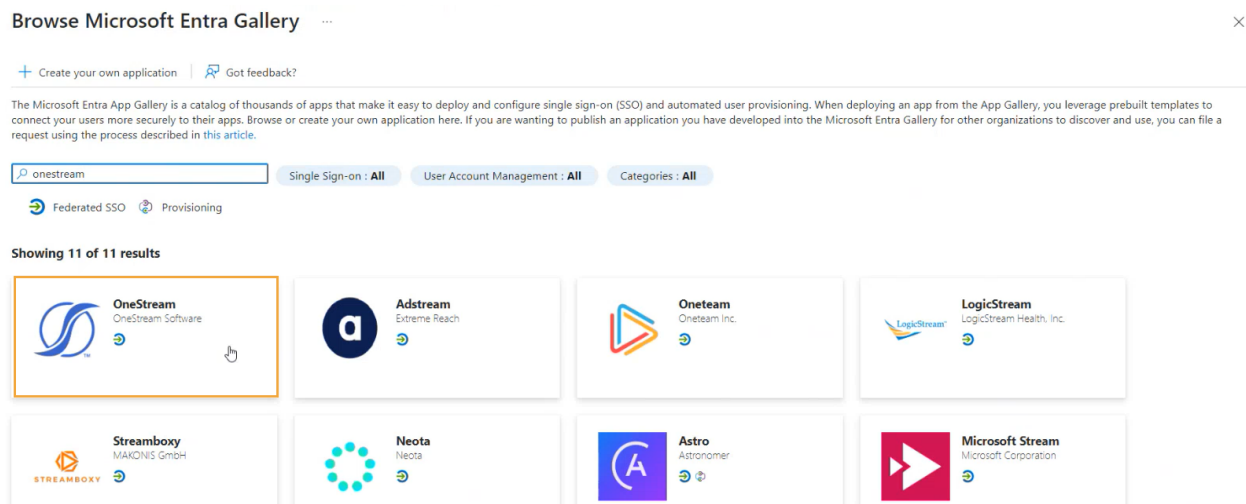 Browse Microsoft Entra Gallery ...
Create your own application
Got feedback?
The Microsoft Entra App Gallery is a catalog of thousands of apps that make it easy to deploy and configure single sign-on (SSO) and automated user provisioning. When deploying an app from the App Gallery, you leverage prebuilt templates to
connect your users more securely to their apps. Browse or create your own application here. If you are wanting to publish an application you have developed into the Microsoft Entra Gallery for other organizations to discover and use, you can file a
request using the process described in this article.
onestream
Single Sign-on : All
User Account Management : All
Categories : All
Federated SSO
Provisioning
Showing 11 of 11 results
OneStream
OneStream Software
TM
Adstream
Extreme Reach
a
Oneteam
Oneteam Inc.
LogicStream
LogicStream Health, Inc.
LogicStream
Streamboxy
MAKONIS GmbH
STREAMBOXY
Neota
Neota
Astro
Astronomer
A
Microsoft Stream
Microsoft Corporation